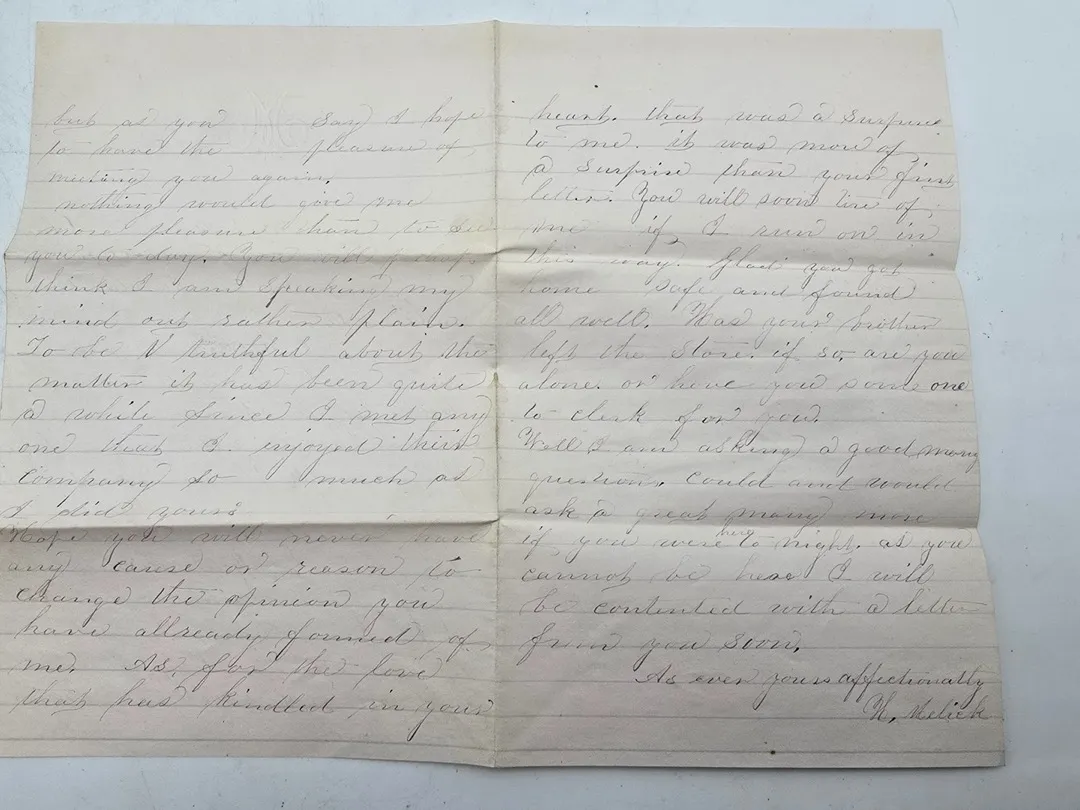 but as you say I hope
to have the pleasure of
meeting you again.
nothing would give me
more pleasure than to see
you to day. You will
think I am speaking my
mind out rather plain.
To be truthful about the
matter it has been quite
a while since I met any
one that I enjoyed their
company so much as
I did yours
Hope you will never have
any cause or reason to
change the opinion you
have allready formed of
me. As for the love
that has kindled in your
heart. that was a surprise
to me. it was more of
a surprise than your first
letter. You will soon tire of
me if I run on in
this way. Glad you got
home safe and found
all well. Has your brother
left the Store. if so, are you
alone. or have you some one
to clerk for you.
Well I am asking a good many
questions. Could and would
ask a great many more
if you were here to night. as you
cannot be here I will
be contented with a letter
from you soon.
As ever yours affectionatly
Melick